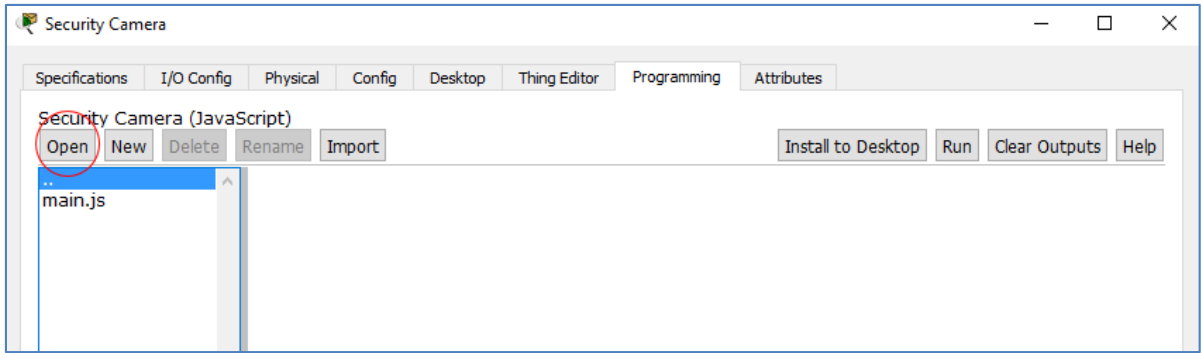 Security Camera
Specifications I/O Config Physical Config Desktop Thing Editor Programming Attributes
Security Camera (JavaScript)
Open New Delete Rename Import Install to Desktop Run Clear Outputs Help
..
main.js